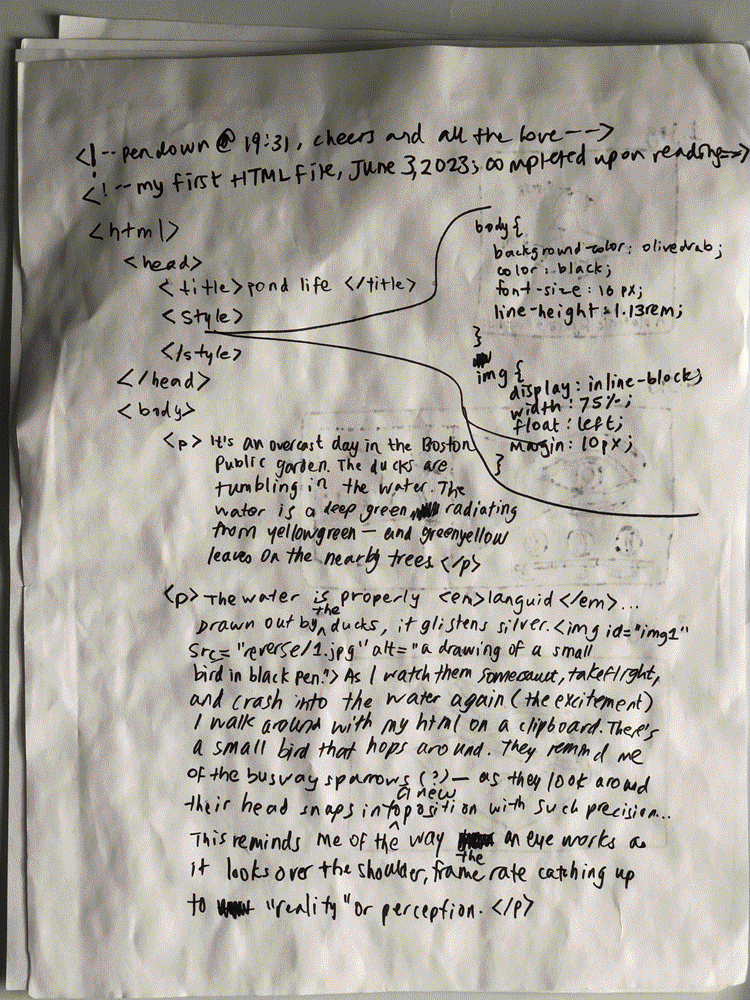 <!-- pen down @ 19:31, cheers and all the love -->
<!-- my first HTML file, June 3, 2023; completed upon reading ==>
<html>
<head>
<title> pond life </title>
<style>
body {
background-color: olivedrab;
color: black;
font-size: 16 px;
line-height: 1.13rem;
}
img {
display: inline-block;
width: 75%;
float: left;
margin: 10px;
}
</style>
</head>
<body>
<p> It's an overcast day in the Boston
Public garden. The ducks are
tumbling in the water. The
water is a deep green radiating
from yellowgreen — and greenyellow
leaves on the nearby trees </p>
<p> The water is properly <em> languid </em> ...
Drawn out by the ducks, it glistens silver. <img id="img1"
src="reverse/1.jpg" alt="a drawing of a small
bird in black pen."> As I watch them take flight,
and crash into the water again (the excitement)
I walk around with my html on a clipboard. There's
a small bird that hops around. They remind me
of the busway sparrows (?) — as they look around
their head snaps into a new position with such precision...
This reminds me of the way an eye works as
it looks over the shoulder, the frame rate catching up
to "reality" or perception. </p>